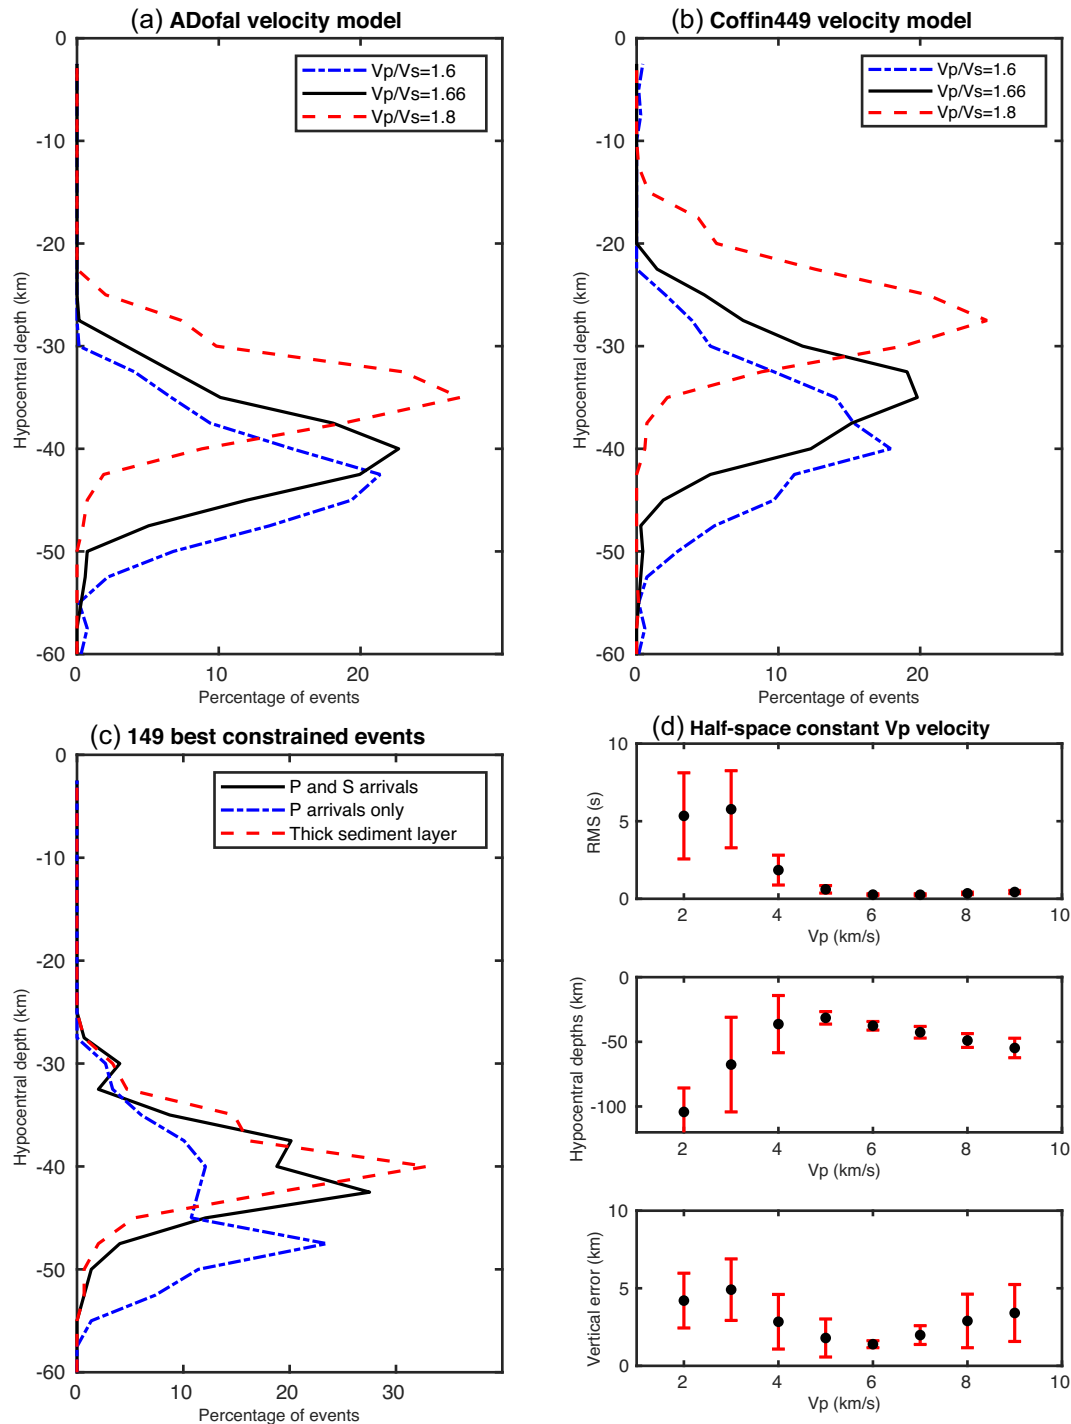 (a) ADofal velocity model
0
-10
-20
-30
-40
-50
-60
Hypocentral depth (km)
Vp/Vs=1.6
Vp/Vs=1.66
Vp/Vs=1.8
0 10 20
Percentage of events
(b) Coffin449 velocity model
0
-10
-20
-30
-40
-50
-60
Hypocentral depth (km)
Vp/Vs=1.6
Vp/Vs=1.66
Vp/Vs=1.8
0 10 20
Percentage of events
(c) 149 best constrained events
0
-10
-20
-30
-40
-50
-60
Hypocentral depth (km)
P and S arrivals
P arrivals only
Thick sediment layer
0 10 20 30
Percentage of events
(d) Half-space constant Vp velocity
10
5
0
RMS (s)
2 4 6 8 10
Vp (km/s)
0
-50
-100
Hypocentral depths (km)
2 4 6 8 10
Vp (km/s)
10
5
0
Vertical error (km)
2 4 6 8 10
Vp (km/s)